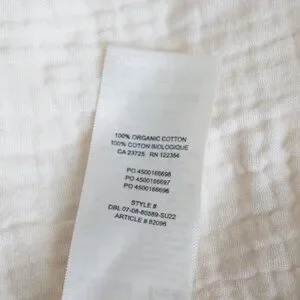 100% ORGANIC COTTON
100% COTON BIOLOGIQUE
CA 23725 RN 122354
PO 4500166698
PO 4500166697
PO 4500166696
STYLE #
DBL 07-08-80589-SU22
ARTICLE # 82096